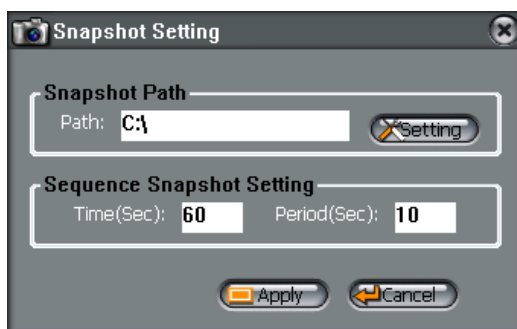 Snapshot Setting
Snapshot Path
Path: C:\ Setting
Sequence Snapshot Setting
Time(Sec): 60 Period(Sec): 10
Apply Cancel